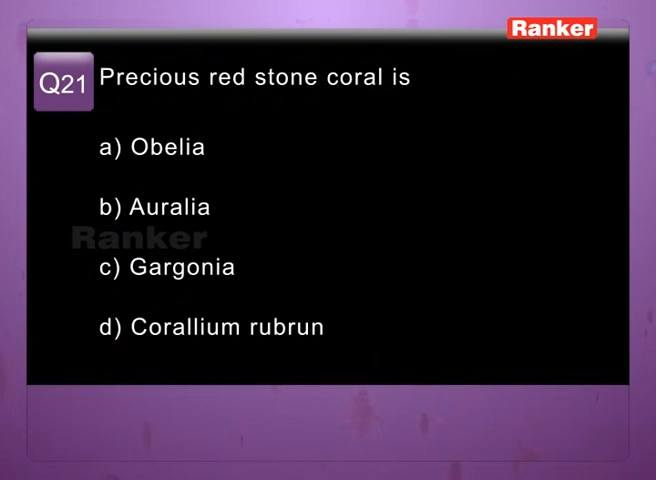 Ranker
Q21 Precious red stone coral is
a) Obelia
b) Auralia
Ranker
c) Gargonia
d) Corallium rubrun